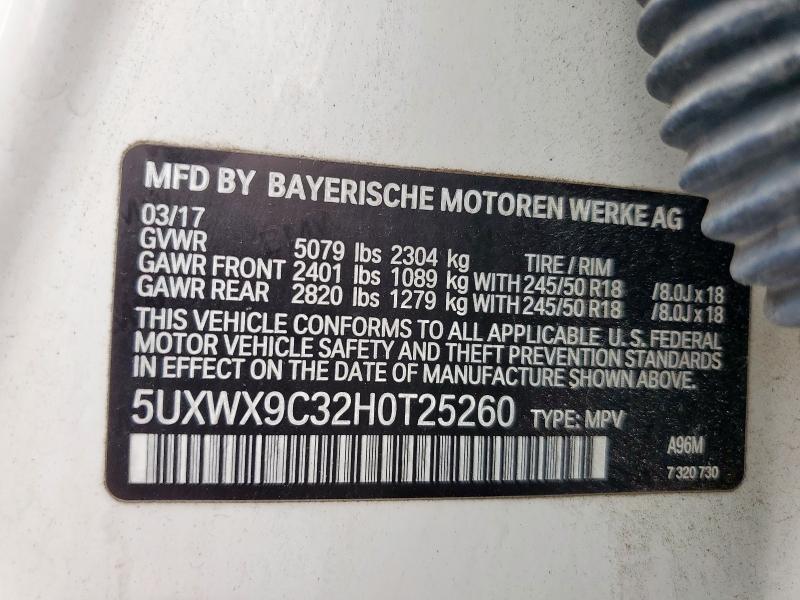 MFD BY BAYERISCHE MOTOREN WERKE AG
03/17
GVWR 5079 lbs 2304 kg TIRE / RIM
GAWR FRONT 2401 lbs 1089 kg WITH 245/50 R18 /8.0J x 18
GAWR REAR 2820 lbs 1279 kg WITH 245/50 R18 /8.0J x 18
THIS VEHICLE CONFORMS TO ALL APPLICABLE U.S. FEDERAL
MOTOR VEHICLE SAFETY AND THEFT PREVENTION STANDARDS
IN EFFECT ON THE DATE OF MANUFACTURE SHOWN ABOVE.
5UXWX9C32H0T25260 TYPE: MPV
A96M
7 320 730